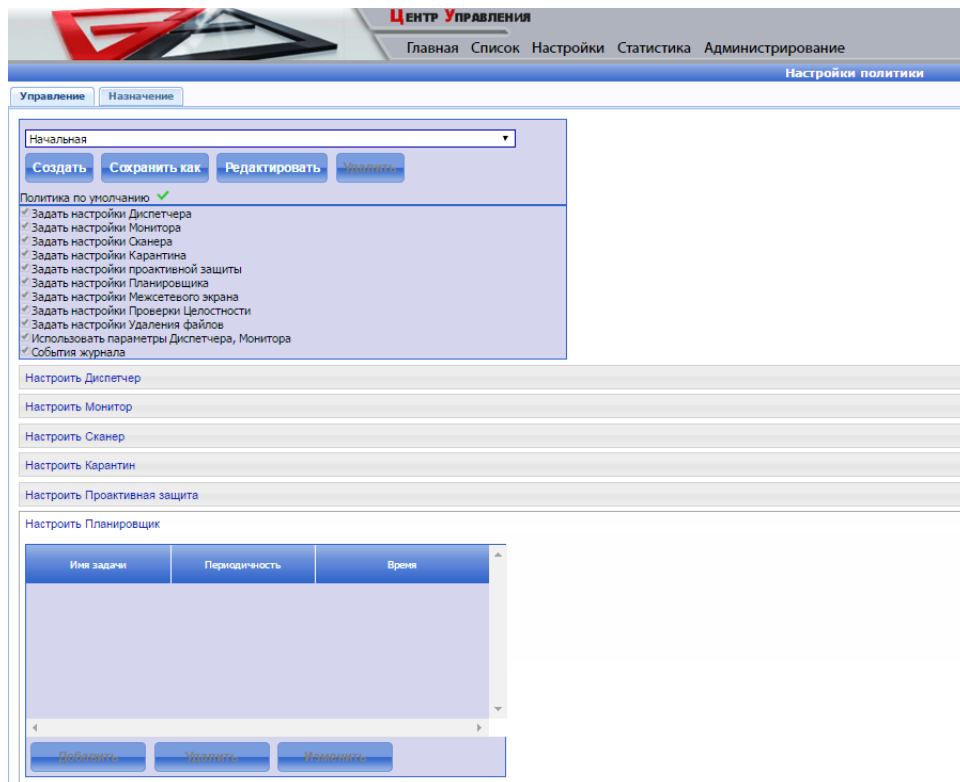 Центр Управления
Главная Список Настройки Статистика Администрирование
Настройки политики
Управление Назначение
Начальная
Создать Сохранить как Редактировать Удалить
Политика по умолчанию
Задать настройки Диспетчера
Задать настройки Монитора
Задать настройки Сканера
Задать настройки Карантина
Задать настройки проактивной защиты
Задать настройки Планировщика
Задать настройки Межсетевого экрана
Задать настройки Проверки Целостности
Задать настройки Удаления файлов
Использовать параметры Диспетчера, Монитора
События журнала
Настроить Диспетчер
Настроить Монитор
Настроить Сканер
Настроить Карантин
Настроить Проактивная защита
Настроить Планировщик
Имя задачи Периодичность Время
Добавить Удалить Изменить